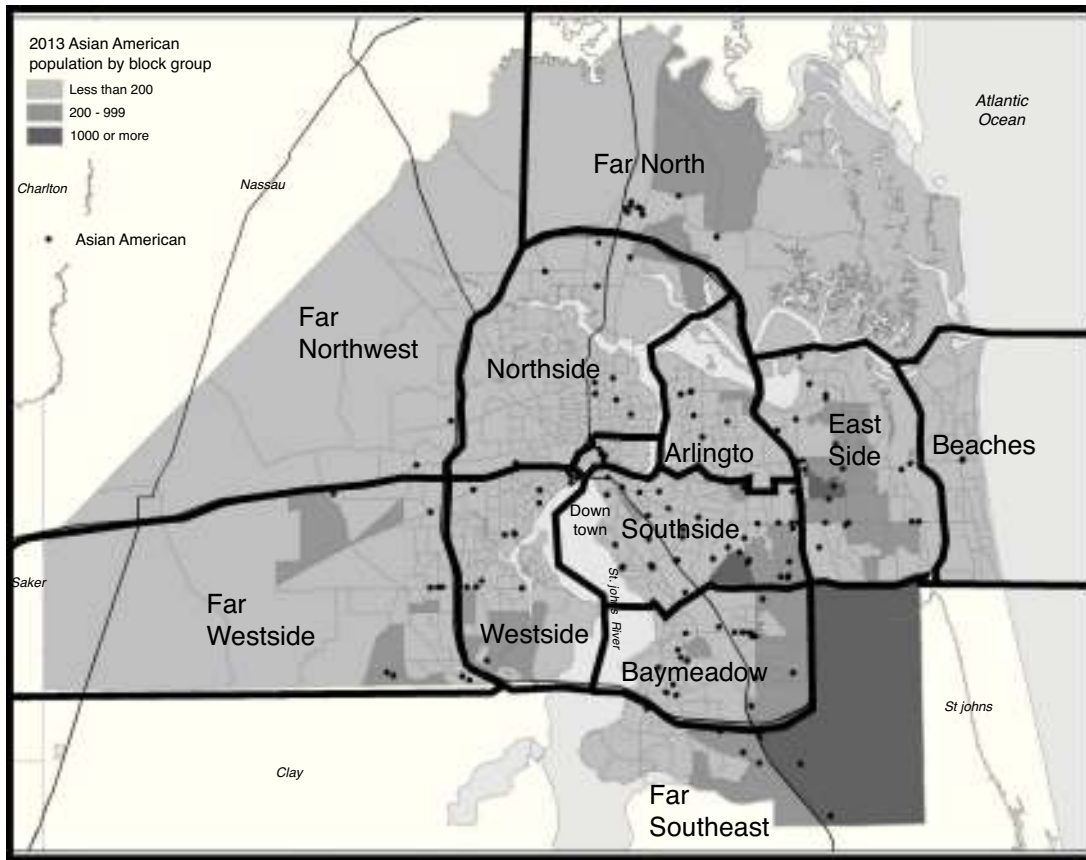 2013 Asian American
population by block group
Less than 200
200 - 999
1000 or more
Atlantic
Ocean
Charlton
Nassau
Far North
Asian American
Far
Northwest
Northside
East
Side
Arlingto
Beaches
Down
town
Southside
Saker
St. johns River
Far
Westside
Westside
Baymeadow
St johns
Clay
Far
Southeast